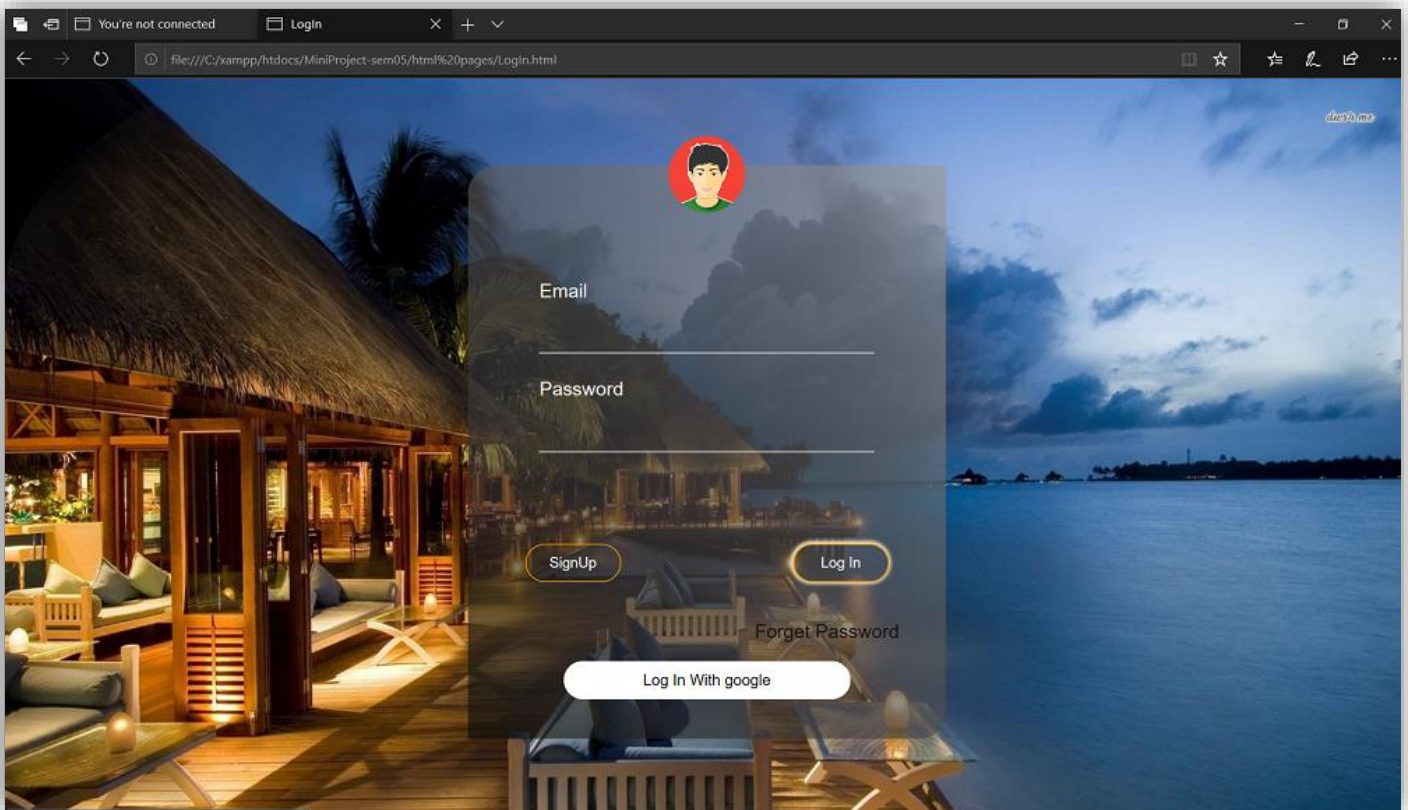 You're not connected
LogIn
file:///C:/xampp/htdocs/MiniProject-sem05/html%20pages/LogIn.html
Email
Password
SignUp
Log In
Forget Password
Log In With google